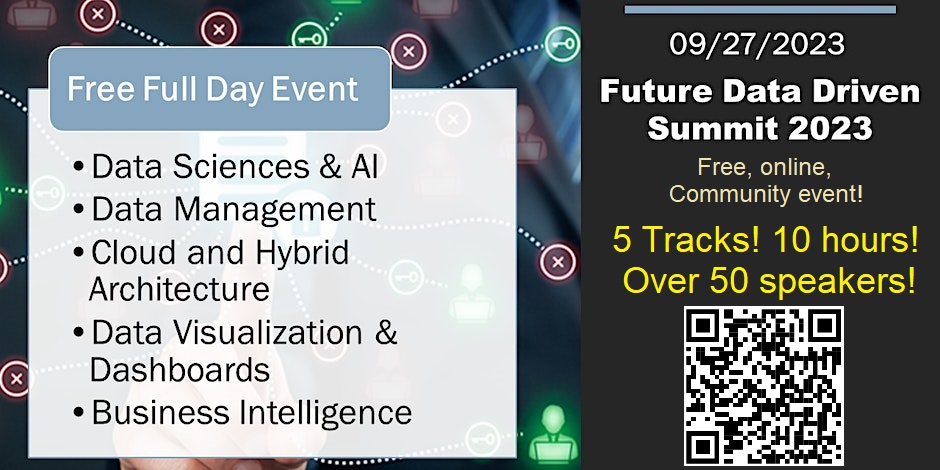 Free Full Day Event
•Data Sciences & AI
•Data Management
•Cloud and Hybrid
Architecture
•Data Visualization &
Dashboards
•Business Intelligence
09/27/2023
Future Data Driven
Summit 2023
Free, online,
Community event!
5 Tracks! 10 hours!
Over 50 speakers!